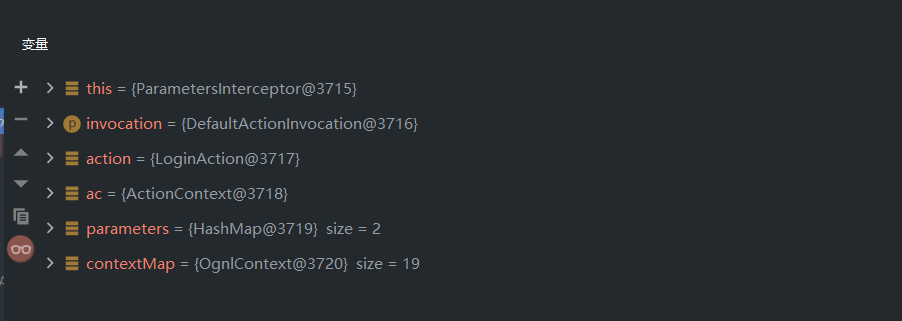 变量
this = {ParametersInterceptor@3715}
p invocation = {DefaultActionInvocation@3716}
action = {LoginAction@3717}
ac = {ActionContext@3718}
parameters = {HashMap@3719} size = 2
contextMap = {OgnlContext@3720} size = 19